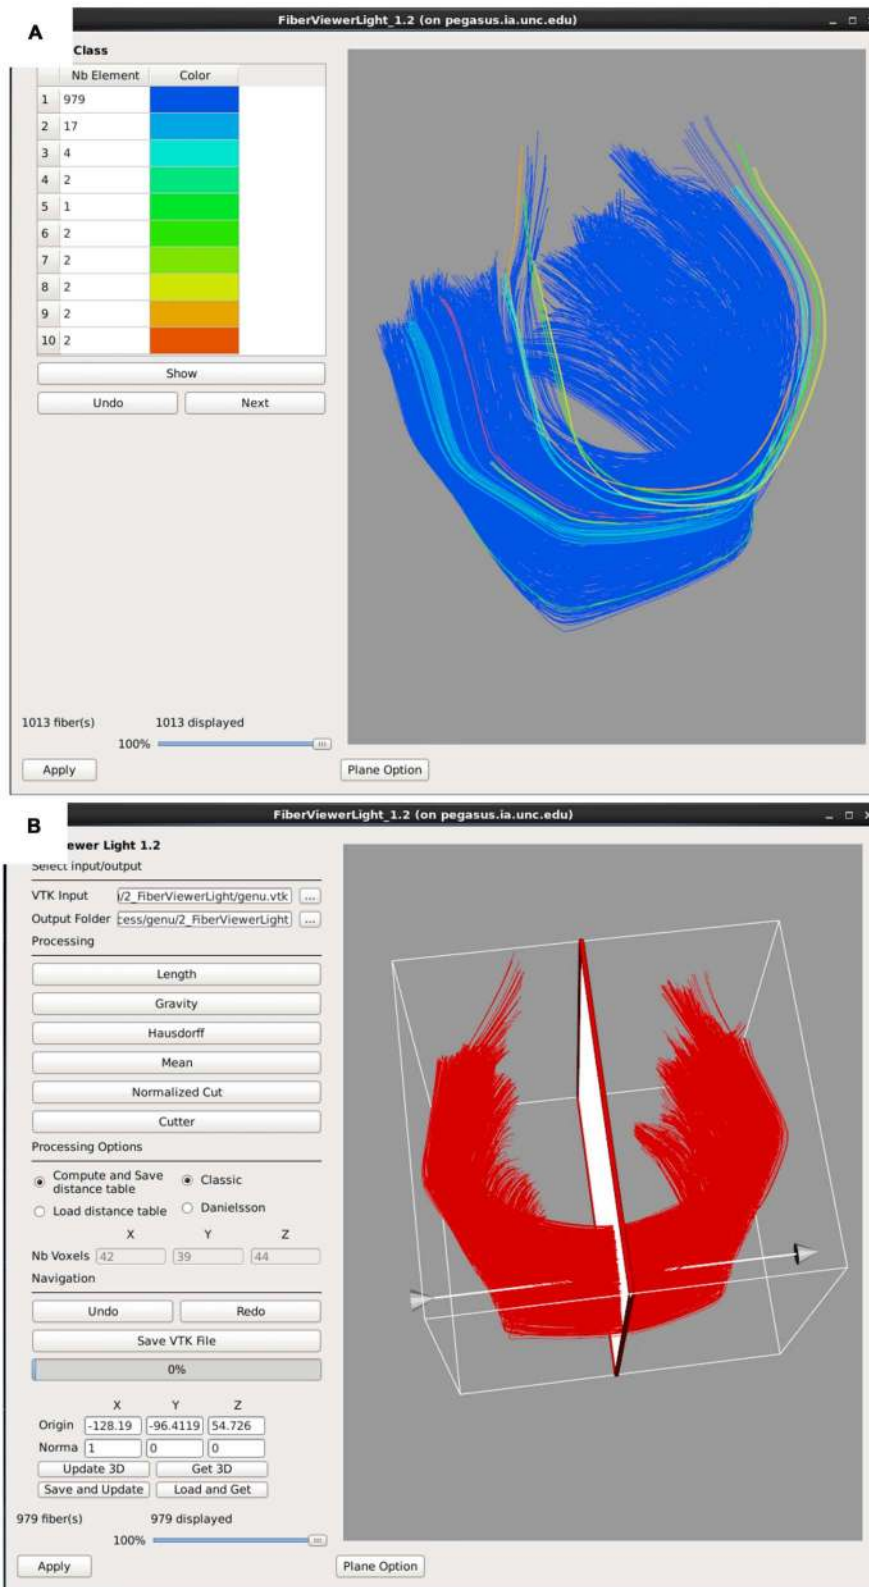 A
FiberViewerLight_1.2 (on pegasus.ia.unc.edu)
Class
Nb Element Color
1 979
2 17
3 4
4 2
5 1
6 2
7 2
8 2
9 2
10 2
Show
Undo Next
1013 fiber(s) 1013 displayed
100%
Apply Plane Option
B
FiberViewerLight_1.2 (on pegasus.ia.unc.edu)
ewer Light 1.2
Select input/output
VTK Input /2_FiberViewerLight/genu.vtk ...
Output Folder cess/genu/2_FiberViewerLight ...
Processing
Length
Gravity
Hausdorff
Mean
Normalized Cut
Cutter
Processing Options
Compute and Save distance table Classic
Load distance table Danielsson
X Y Z
Nb Voxels 42 39 44
Navigation
Undo Redo
Save VTK File
0%
X Y Z
Origin -128.19 -96.4119 54.726
Norma 1 0 0
Update 3D Get 3D
Save and Update Load and Get
979 fiber(s) 979 displayed
100%
Apply Plane Option